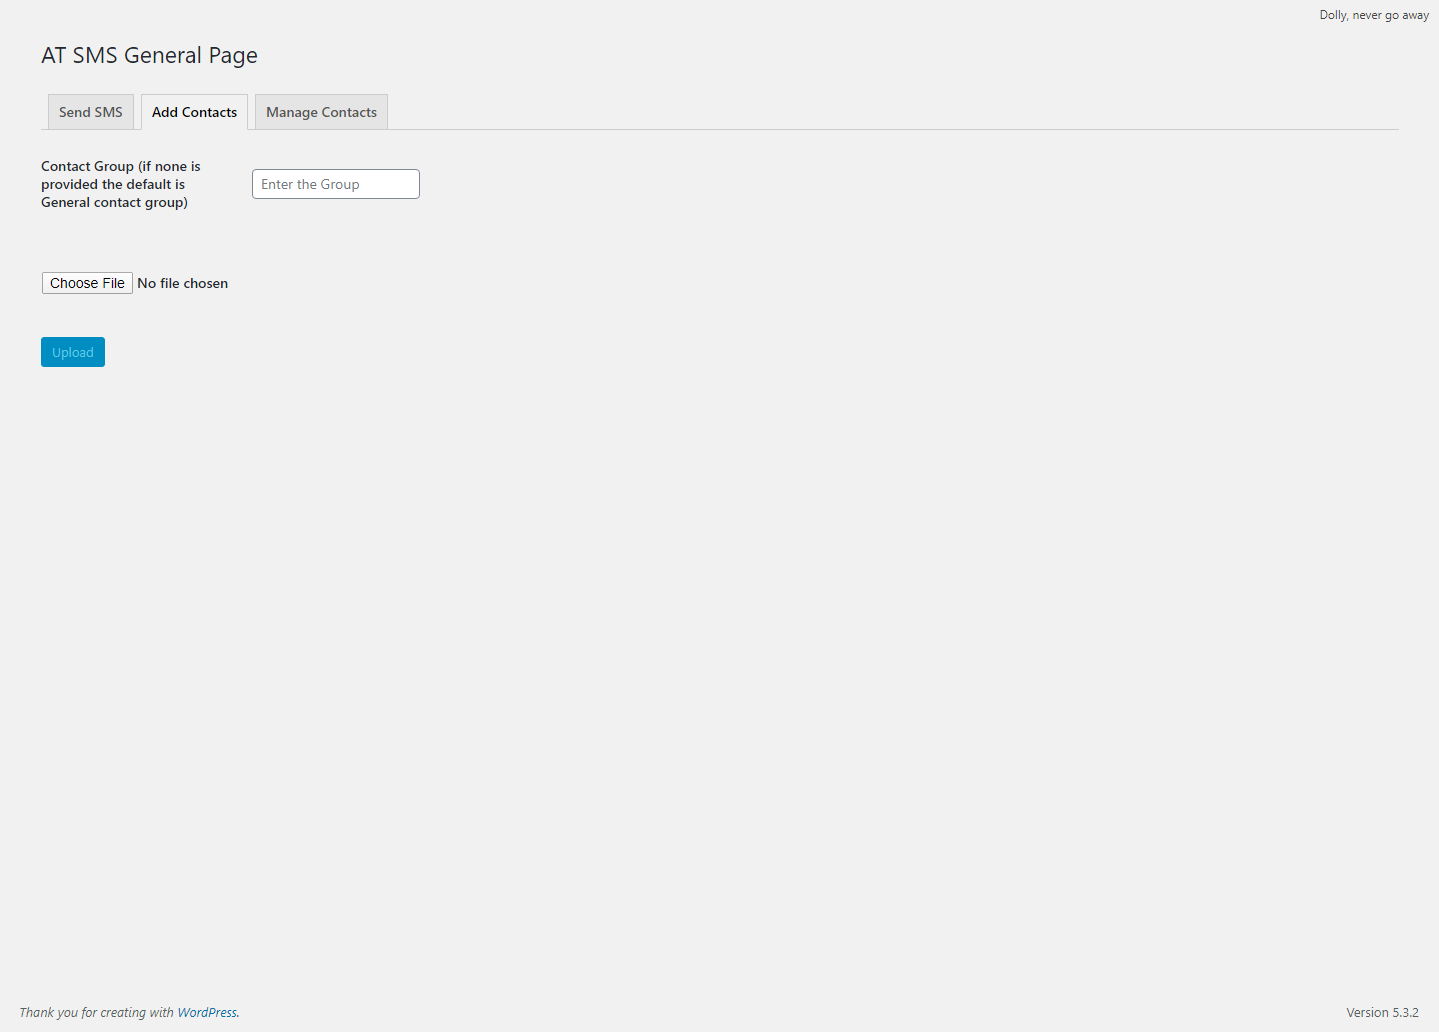 Dolly, never go away
AT SMS General Page
Send SMS Add Contacts Manage Contacts
Contact Group (if none is
provided the default is
General contact group)
Enter the Group
Choose File No file chosen
Upload
Thank you for creating with WordPress. Version 5.3.2